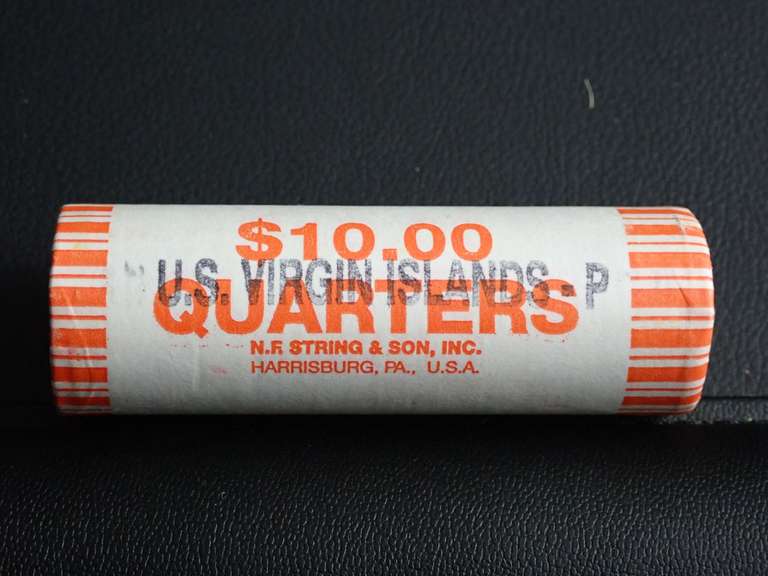 $10.00
U.S. VIRGIN ISLANDS - P
QUARTERS
N.F. STRING & SON, INC.
HARRISBURG, PA., U.S.A.